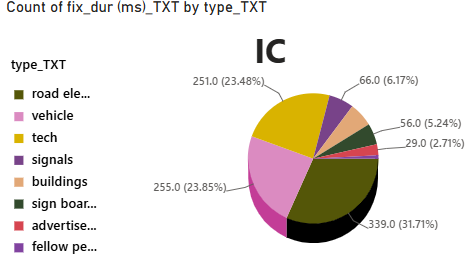 Count of fix_dur (ms)_TXT by type_TXT
IC
type_TXT
road ele...
vehicle
tech
signals
buildings
sign boar...
advertise...
fellow pe...
251.0 (23.48%)
66.0 (6.17%)
56.0 (5.24%)
29.0 (2.71%)
255.0 (23.85%)
339.0 (31.71%)